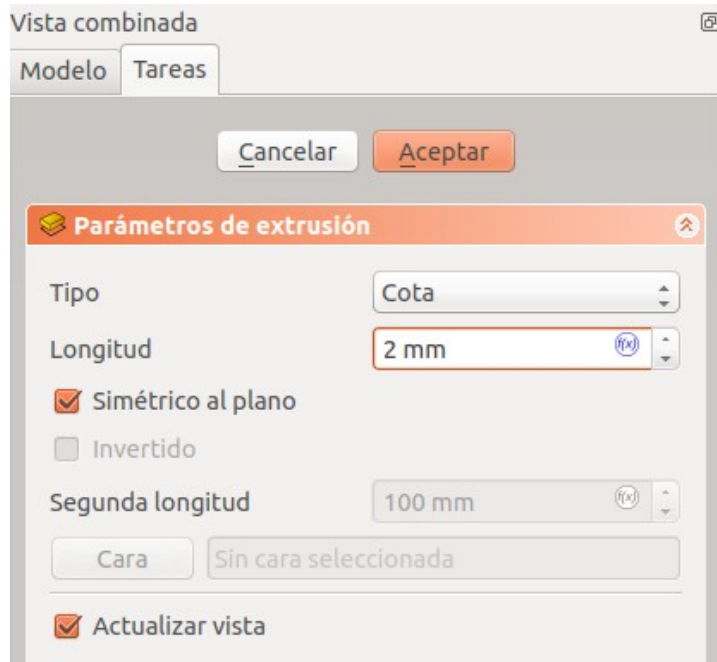 Vista combinada
Modelo Tareas
Cancelar Aceptar
Parámetros de extrusión
Tipo Cota
Longitud 2 mm f(x)
Simétrico al plano
Invertido
Segunda longitud 100 mm f(x)
Cara Sin cara seleccionada
Actualizar vista